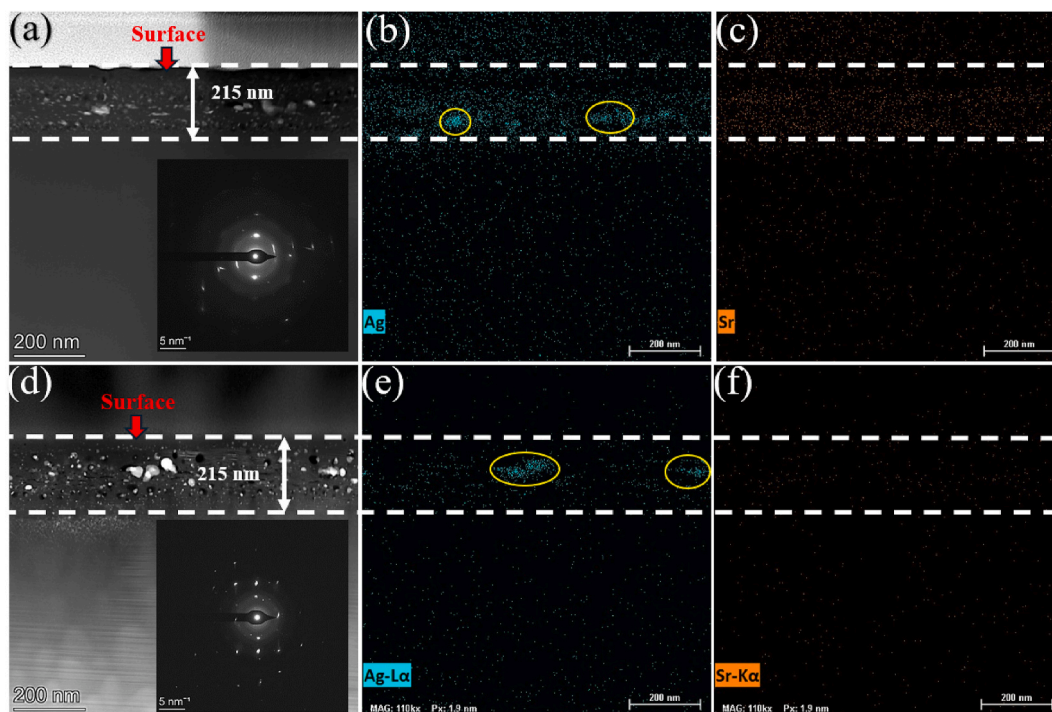 (a)
Surface
215 nm
200 nm
5 nm⁻¹
(b)
Ag
200 nm
(c)
Sr
200 nm
(d)
Surface
215 nm
200 nm
5 nm⁻¹
(e)
Ag-Lα
200 nm
MAG: 110kx Px: 1.9 nm
(f)
Sr-Kα
200 nm
MAG: 110kx Px: 1.9 nm